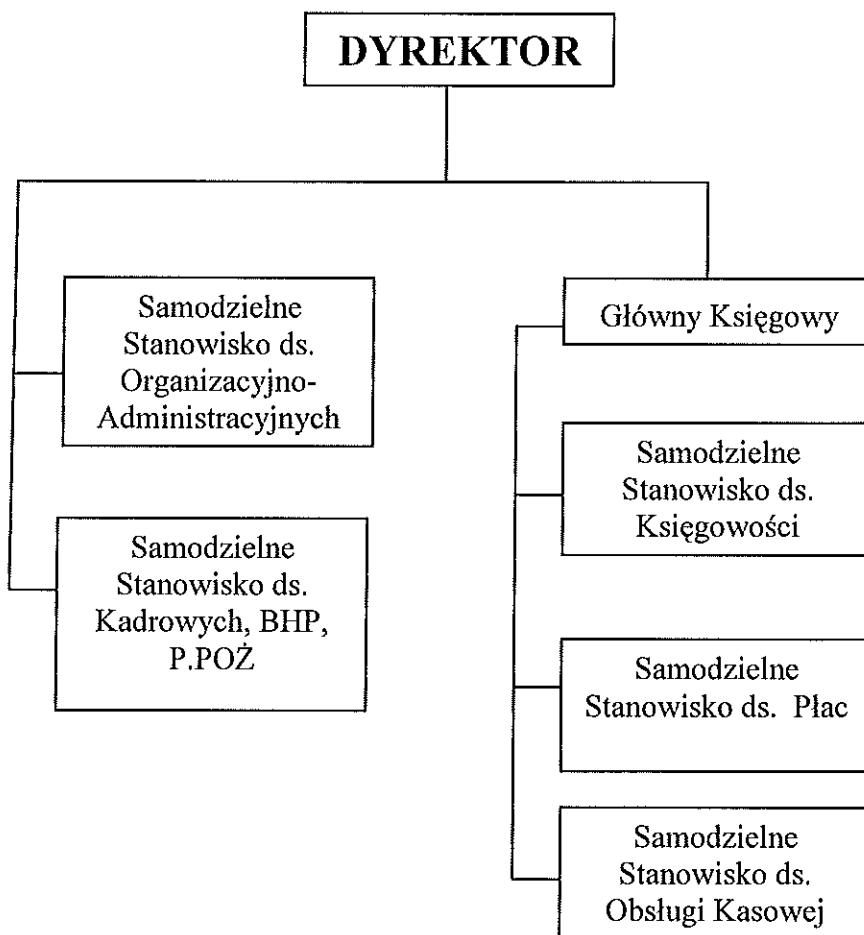 DYREKTOR
Samodzielne
Stanowisko ds.
Organizacyjno-
Administracyjnych
Samodzielne
Stanowisko ds.
Kadrowych, BHP,
P.POŻ
Główny Księgowy
Samodzielne
Stanowisko ds.
Księgowości
Samodzielne
Stanowisko ds. Płac
Samodzielne
Stanowisko ds.
Obsługi Kasowej